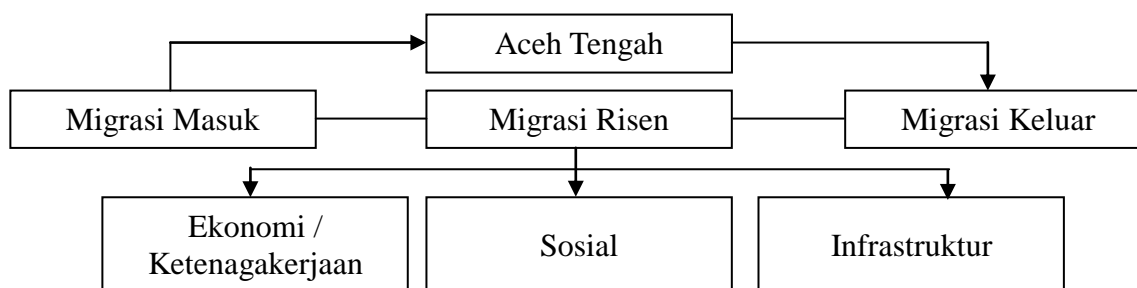 Aceh Tengah
Migrasi Masuk
Migrasi Risen
Migrasi Keluar
Ekonomi /
Ketenagakerjaan
Sosial
Infrastruktur